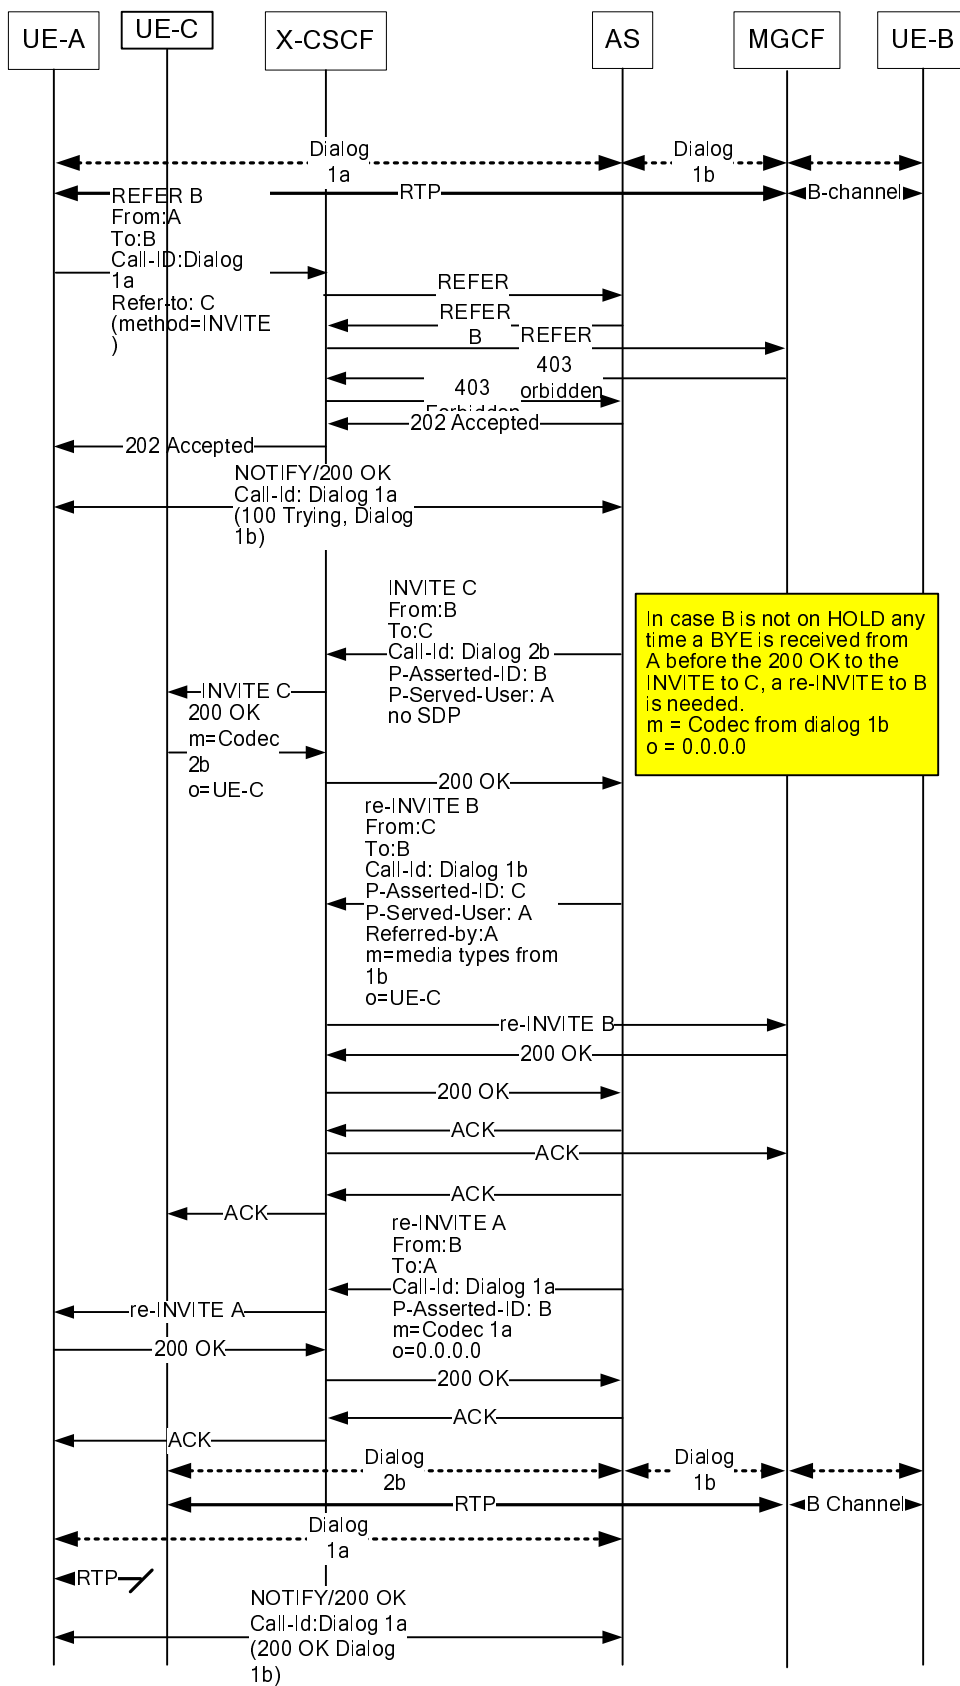 UE-A
UE-C
X-CSCF
AS
MGCF
UE-B
Dialog
1a
Dialog
1b
RTP
B-channel
REFER B
From:A
To:B
Call-ID:Dialog
1a
Refer-to: C
(method=INVITE
)
REFER
REFER
B
REFER
403
orbidden
403
Forbidden
202 Accepted
202 Accepted
NOTIFY/200 OK
Call-Id: Dialog 1a
(100 Trying, Dialog
1b)
INVITE C
From:B
To:C
Call-Id: Dialog 2b
P-Asserted-ID: B
P-Served-User: A
no SDP
In case B is not on HOLD any
time a BYE is received from
A before the 200 OK to the
INVITE to C, a re-INVITE to B
is needed.
m = Codec from dialog 1b
o = 0.0.0.0
INVITE C
200 OK
m=Codec
2b
o=UE-C
200 OK
re-INVITE B
From:C
To:B
Call-Id: Dialog 1b
P-Asserted-ID: C
P-Served-User: A
Referred-by:A
m=media types from
1b
o=UE-C
re-INVITE B
200 OK
200 OK
ACK
ACK
ACK
ACK
re-INVITE A
From:B
To:A
Call-Id: Dialog 1a
P-Asserted-ID: B
m=Codec 1a
o=0.0.0.0
re-INVITE A
200 OK
200 OK
ACK
ACK
Dialog
2b
Dialog
1b
RTP
B Channel
Dialog
1a
RTP
NOTIFY/200 OK
Call-Id:Dialog 1a
(200 OK Dialog
1b)